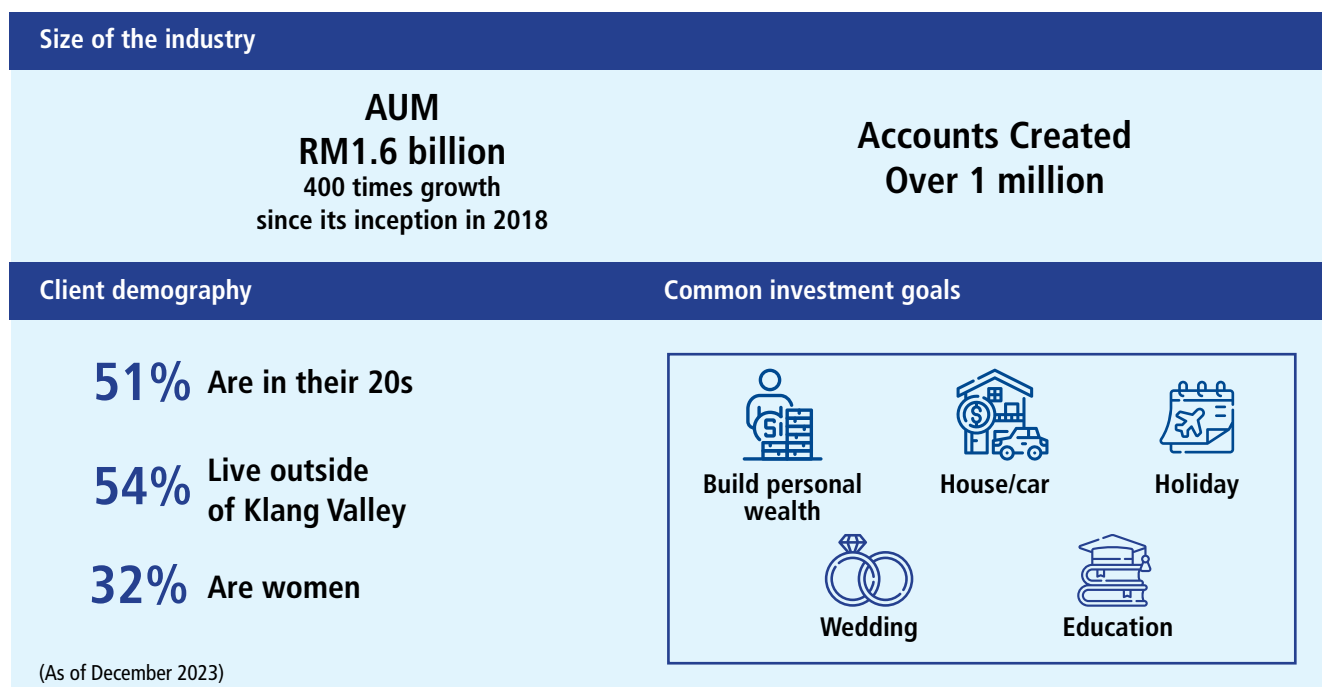 Size of the industry
AUM
RM1.6 billion
400 times growth
since its inception in 2018
Accounts Created
Over 1 million
Client demography
51% Are in their 20s
54% Live outside
of Klang Valley
32% Are women
(As of December 2023)
Common investment goals
Si
$
Build personal
wealth
House/car
Holiday
Wedding
Education